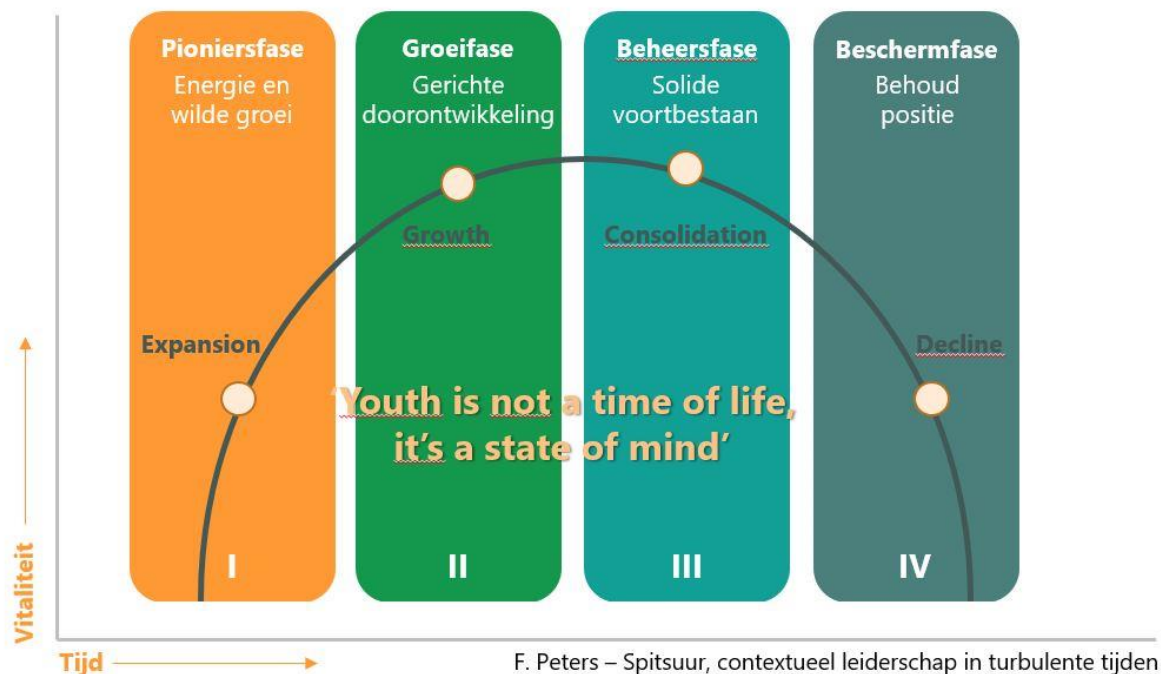 Pioniersfase
Energie en
wilde groei
Groeifase
Gerichte
doorontwikkeling
Beheersfase
Solide
voortbestaan
Beschermfase
Behoud
positie
Growth
Consolidation
Expansion
Decline
‘Youth is not a time of life,
it’s a state of mind’
I
II
III
IV
Vitaliteit
Tijd
F. Peters – Spitsuur, contextueel leiderschap in turbulente tijden